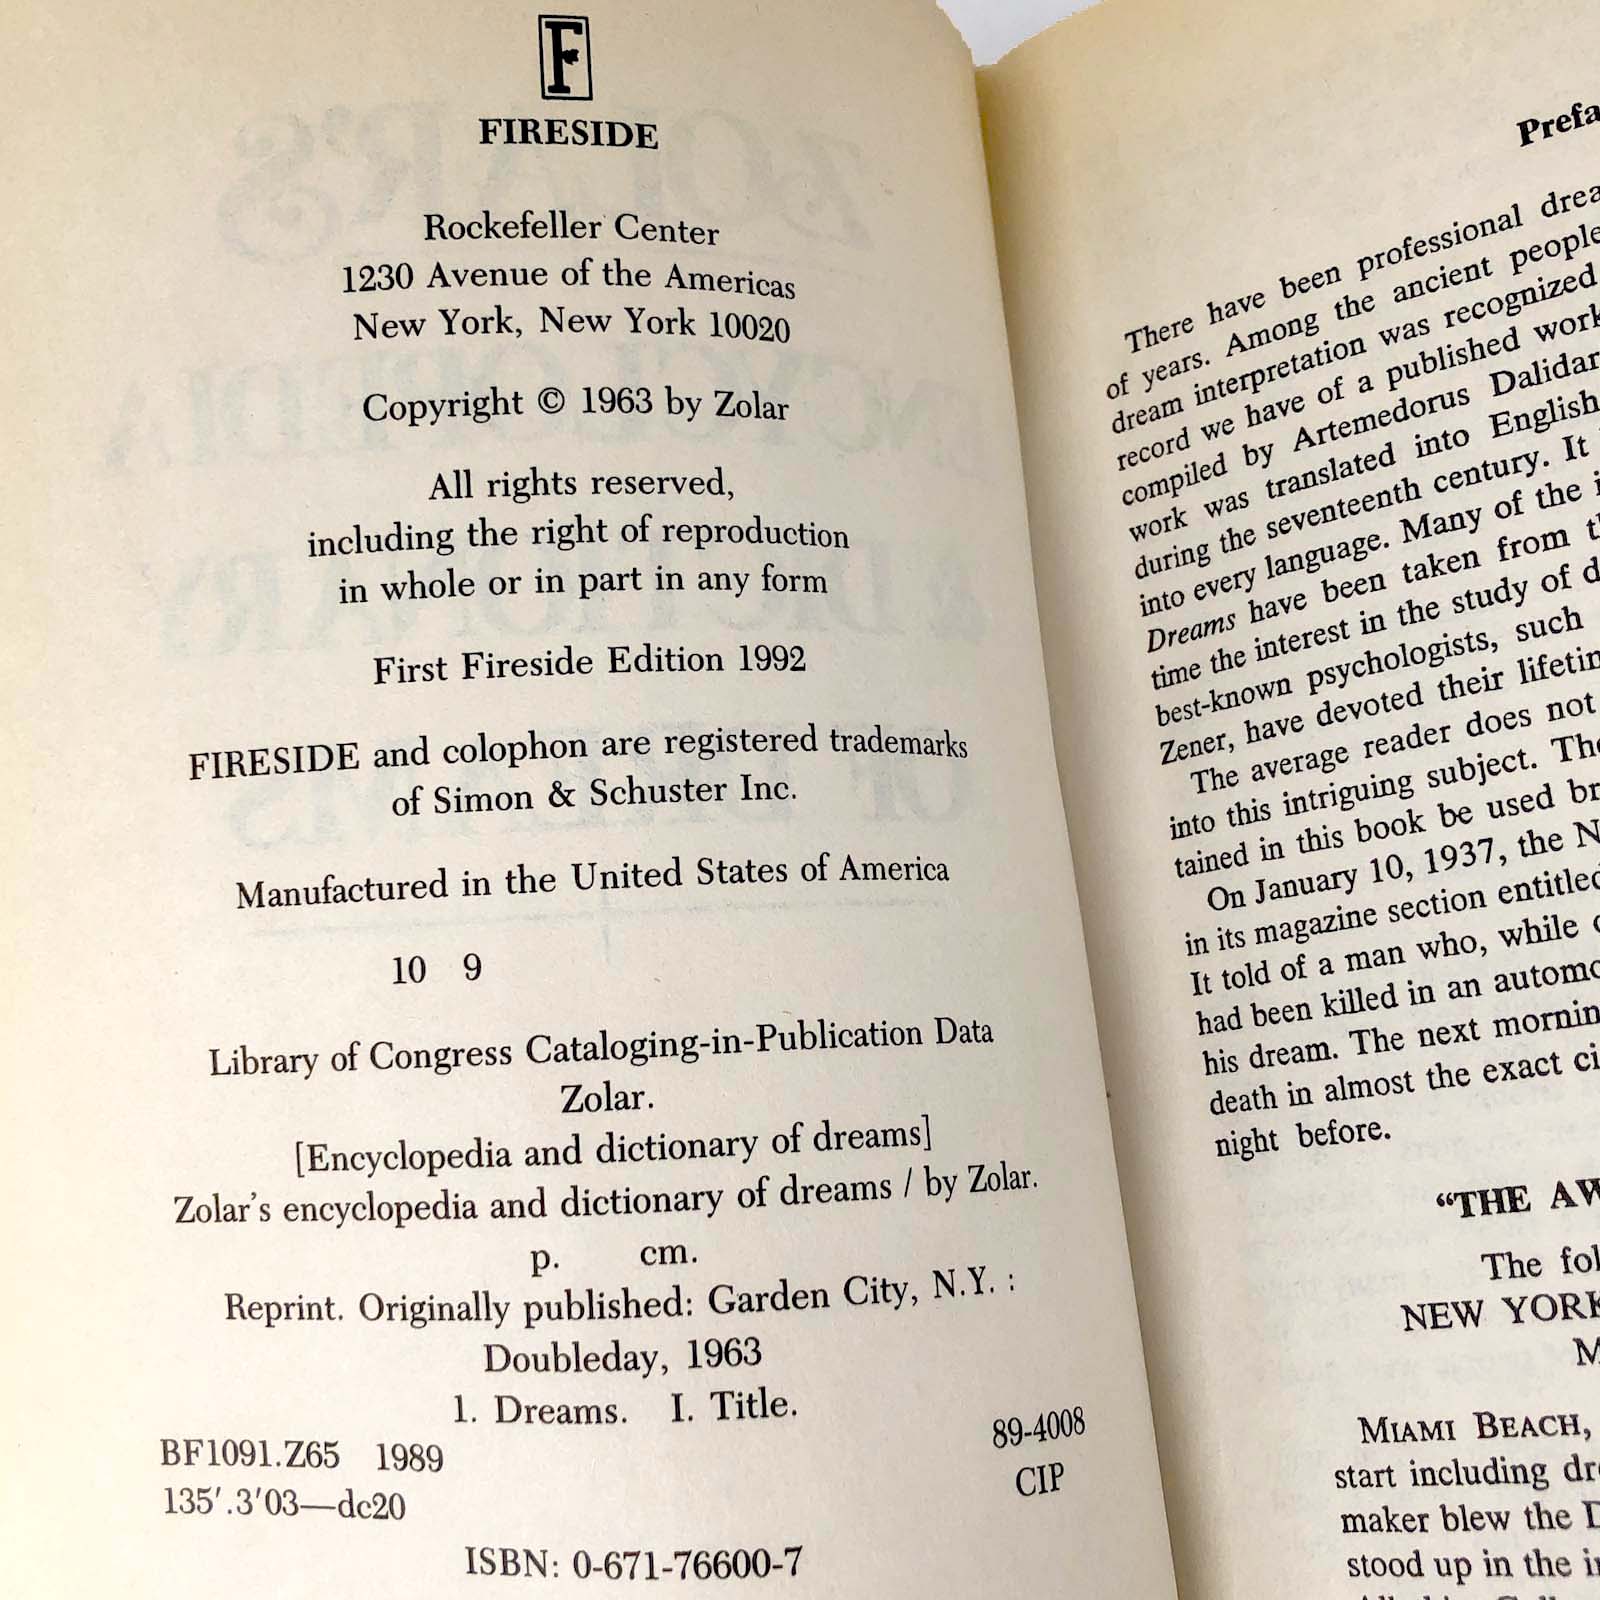 F
FIRESIDE
Rockefeller Center
1230 Avenue of the Americas
New York, New York 10020
Copyright © 1963 by Zolar
All rights reserved,
including the right of reproduction
in whole or in part in any form
First Fireside Edition 1992
FIRESIDE and colophon are registered trademarks
of Simon & Schuster Inc.
Manufactured in the United States of America
10 9
Library of Congress Cataloging-in-Publication Data
Zolar.
[Encyclopedia and dictionary of dreams]
Zolar's encyclopedia and dictionary of dreams / by Zolar.
p. cm.
Reprint. Originally published: Garden City, N.Y. :
Doubleday, 1963
1. Dreams. I. Title.
BF1091.Z65 1989
89-4008
135′.3′03—dc20
CIP
ISBN: 0-671-76600-7
Prefa
There have been professional drea
of years. Among the ancient people
dream interpretation was recognized
record we have of a published work
compiled by Artemedorus Dalidar
work was translated into English
during the seventeenth century. It
into every language. Many of the i
Dreams have been taken from t
time the interest in the study of d
best-known psychologists, such
Zener, have devoted their lifetim
The average reader does not
into this intriguing subject. The
tained in this book be used br
On January 10, 1937, the N
in its magazine section entitled
It told of a man who, while
had been killed in an automo
his dream. The next mornin
death in almost the exact ci
night before.
“THE AW
The fol
NEW YORK
M
MIAMI BEACH,
start including dre
maker blew the D
stood up in the i